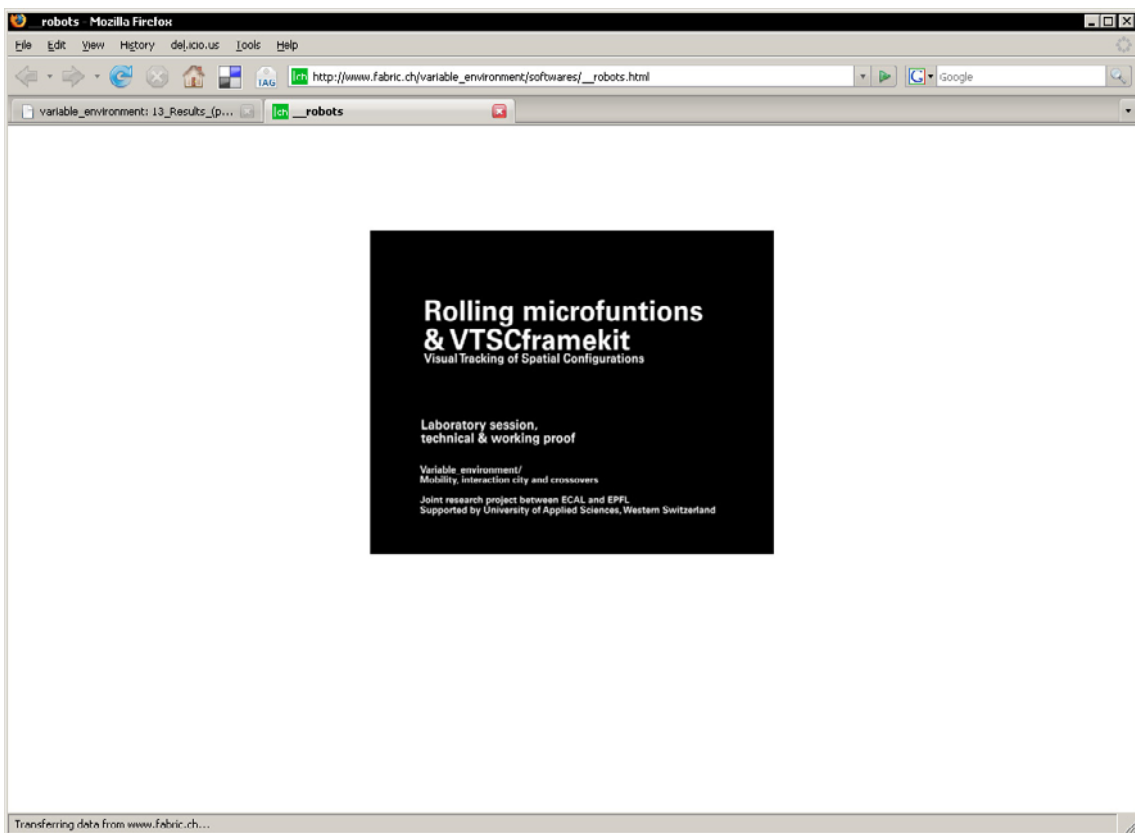 __robots - Mozilla Firefox
File Edit View History del.icio.us Tools Help
TAG http://www.fabric.ch/variable_environment/softwares/__robots.html G Google
variable_environment: 13_Results_(p... |ch __robots
Rolling microfuntions
& VTSCframekit
Visual Tracking of Spatial Configurations
Laboratory session,
technical & working proof
Variable_environment/
Mobility, interaction city and crossovers
Joint research project between ECAL and EPFL
Supported by University of Applied Sciences, Western Switzerland
Transferring data from www.fabric.ch...